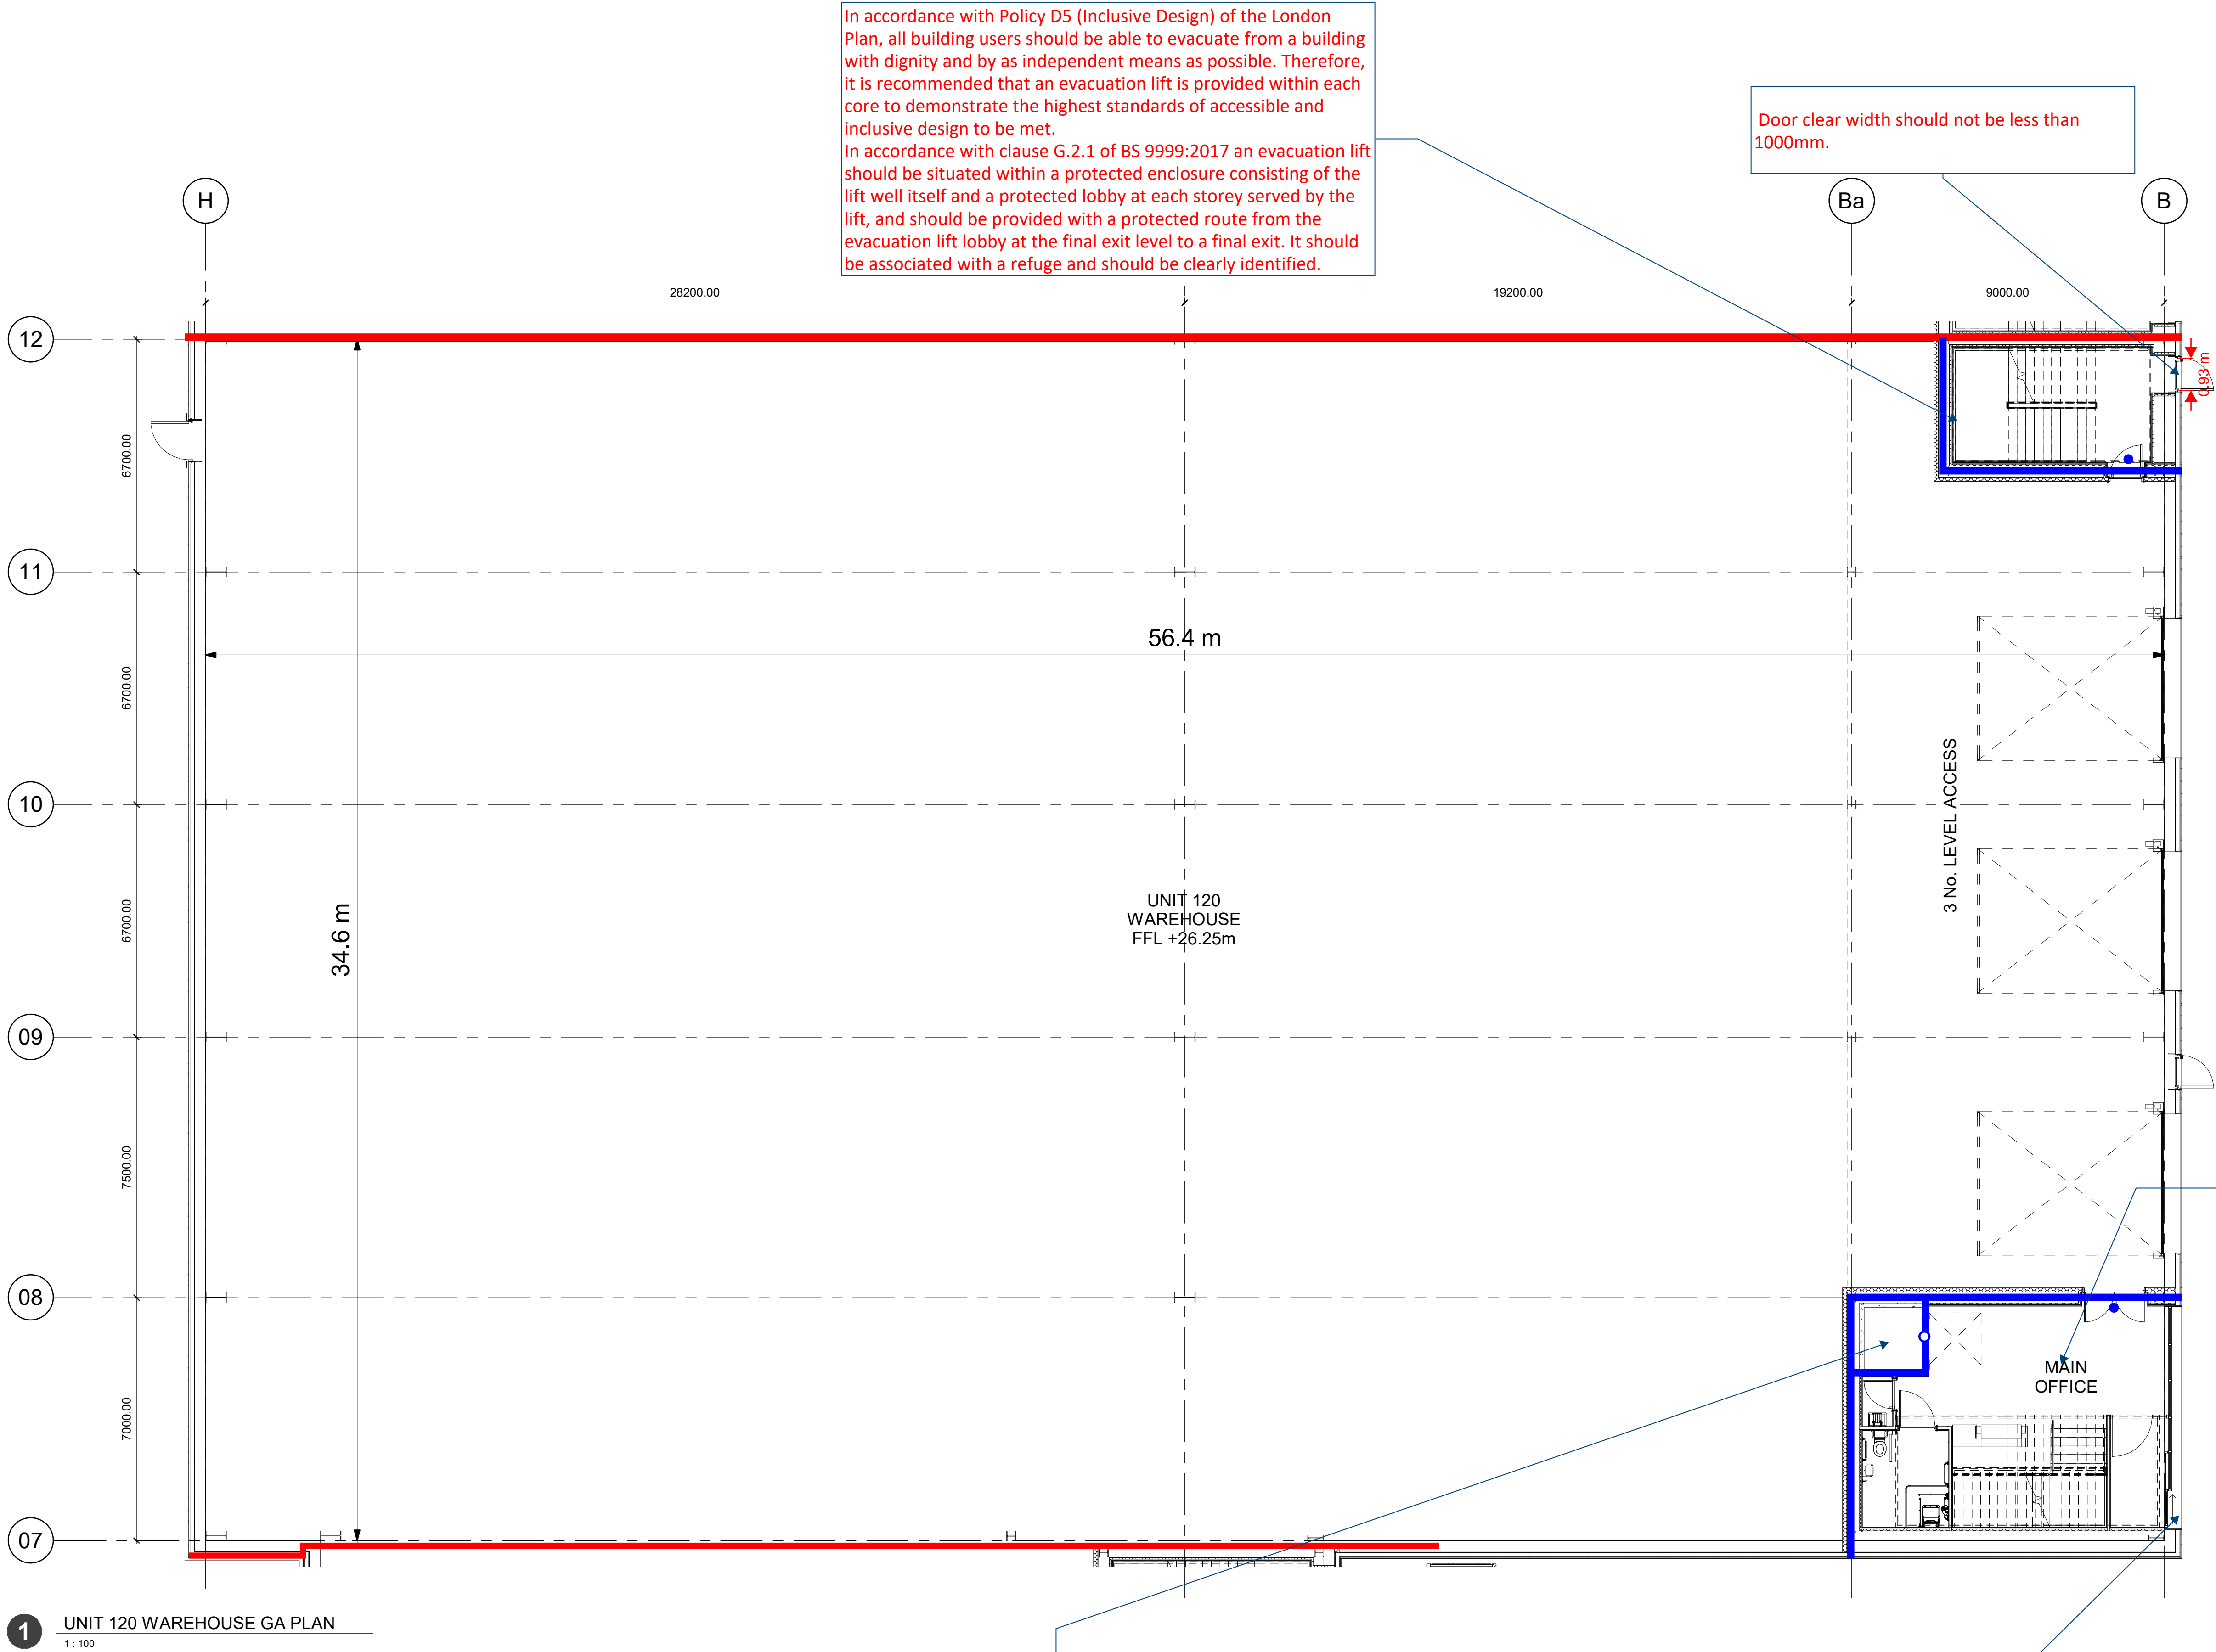 In accordance with Policy D5 (Inclusive Design) of the London
Plan, all building users should be able to evacuate from a building
with dignity and by as independent means as possible. Therefore,
it is recommended that an evacuation lift is provided within each
core to demonstrate the highest standards of accessible and
inclusive design to be met.
In accordance with clause G.2.1 of BS 9999:2017 an evacuation lift
should be situated within a protected enclosure consisting of the
lift well itself and a protected lobby at each storey served by the
lift, and should be provided with a protected route from the
evacuation lift lobby at the final exit level to a final exit. It should
be associated with a refuge and should be clearly identified.
Door clear width should not be less than
1000mm.
H
Ba
B
28200.00
19200.00
9000.00
12
0.93 m
6700.00
11
56.4 m
6700.00
10
3 No. LEVEL ACCESS
UNIT 120
WAREHOUSE
FFL +26.25m
34.6 m
6700.00
09
7500.00
08
MAIN
OFFICE
7000.00
07
1
UNIT 120 WAREHOUSE GA PLAN
1 : 100